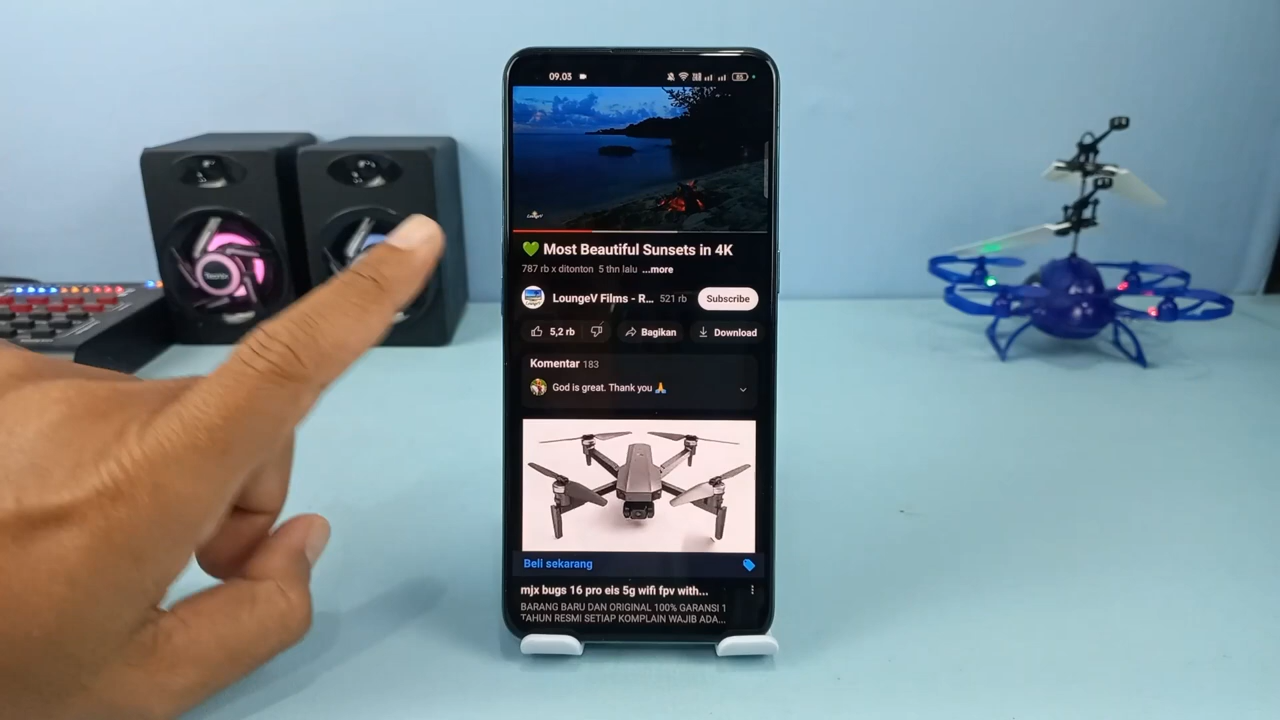 09.03
65
LoungeV
💚 Most Beautiful Sunsets in 4K
787 rb x ditonton 5 thn lalu ...more
LoungeV Films - R... 521 rb Subscribe
5,2 rb Bagikan Download
Komentar 183
God is great. Thank you 🙏
Beli sekarang
mjx bugs 16 pro eis 5g wifi fpv with...
BARANG BARU DAN ORIGINAL 100% GARANSI 1
TAHUN RESMI SETIAP KOMPLAIN WAJIB ADA...